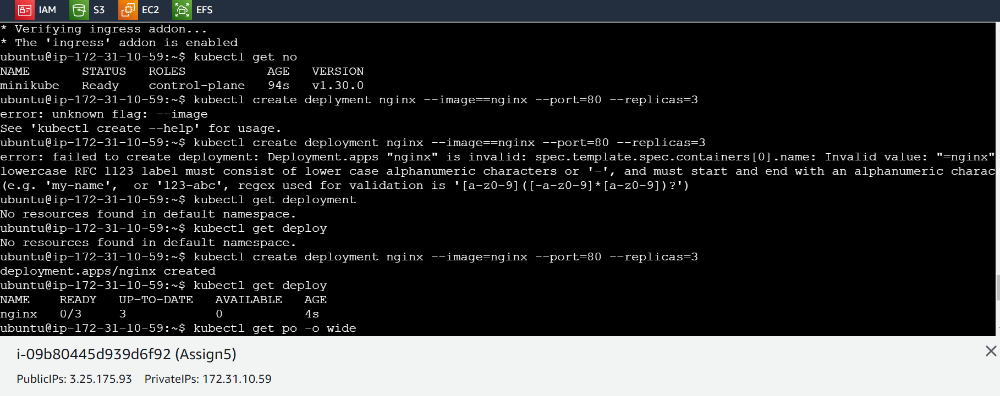 IAM S3 EC2 EFS
* Verifying ingress addon...
* The 'ingress' addon is enabled
ubuntu@ip-172-31-10-59:~$ kubectl get no
NAME STATUS ROLES AGE VERSION
minikube Ready control-plane 94s v1.30.0
ubuntu@ip-172-31-10-59:~$ kubectl create deplyment nginx --image==nginx --port=80 --replicas=3
error: unknown flag: --image
See 'kubectl create --help' for usage.
ubuntu@ip-172-31-10-59:~$ kubectl create deployment nginx --image==nginx --port=80 --replicas=3
error: failed to create deployment: Deployment.apps "nginx" is invalid: spec.template.spec.containers[0].name: Invalid value: "=nginx":
lowercase RFC 1123 label must consist of lower case alphanumeric characters or '-', and must start and end with an alphanumeric charac
(e.g. 'my-name',  or '123-abc', regex used for validation is '[a-z0-9]([-a-z0-9]*[a-z0-9])?')
ubuntu@ip-172-31-10-59:~$ kubectl get deployment
No resources found in default namespace.
ubuntu@ip-172-31-10-59:~$ kubectl get deploy
No resources found in default namespace.
ubuntu@ip-172-31-10-59:~$ kubectl create deployment nginx --image=nginx --port=80 --replicas=3
deployment.apps/nginx created
ubuntu@ip-172-31-10-59:~$ kubectl get deploy
NAME READY UP-TO-DATE AVAILABLE AGE
nginx 0/3 3 0 4s
ubuntu@ip-172-31-10-59:~$ kubectl get po -o wide
i-09b80445d939d6f92 (Assign5)
PublicIPs: 3.25.175.93 PrivateIPs: 172.31.10.59